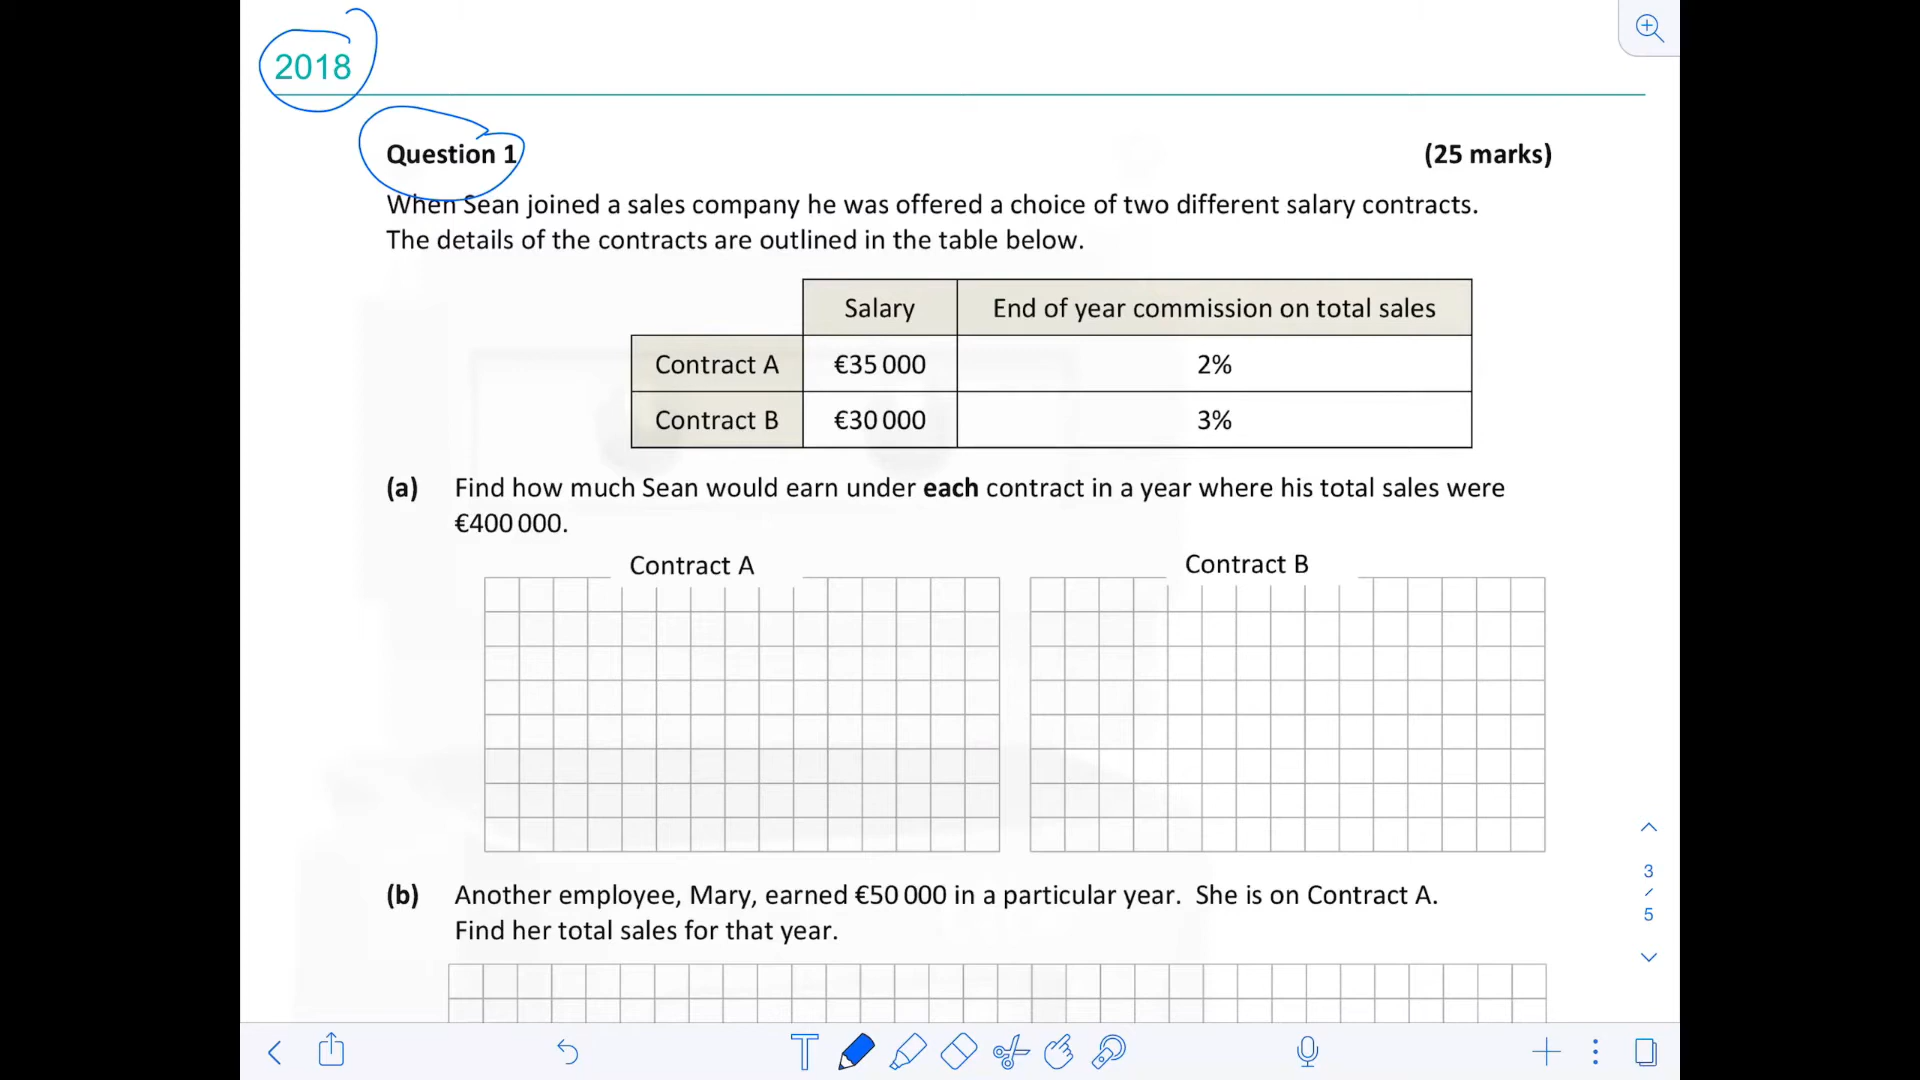 2018
Question 1 (25 marks)
When Sean joined a sales company he was offered a choice of two different salary contracts.
The details of the contracts are outlined in the table below.
Salary End of year commission on total sales
Contract A €35 000 2%
Contract B €30 000 3%
(a) Find how much Sean would earn under each contract in a year where his total sales were
€400 000.
Contract A Contract B
(b) Another employee, Mary, earned €50 000 in a particular year. She is on Contract A.
Find her total sales for that year.
3
/
5
T